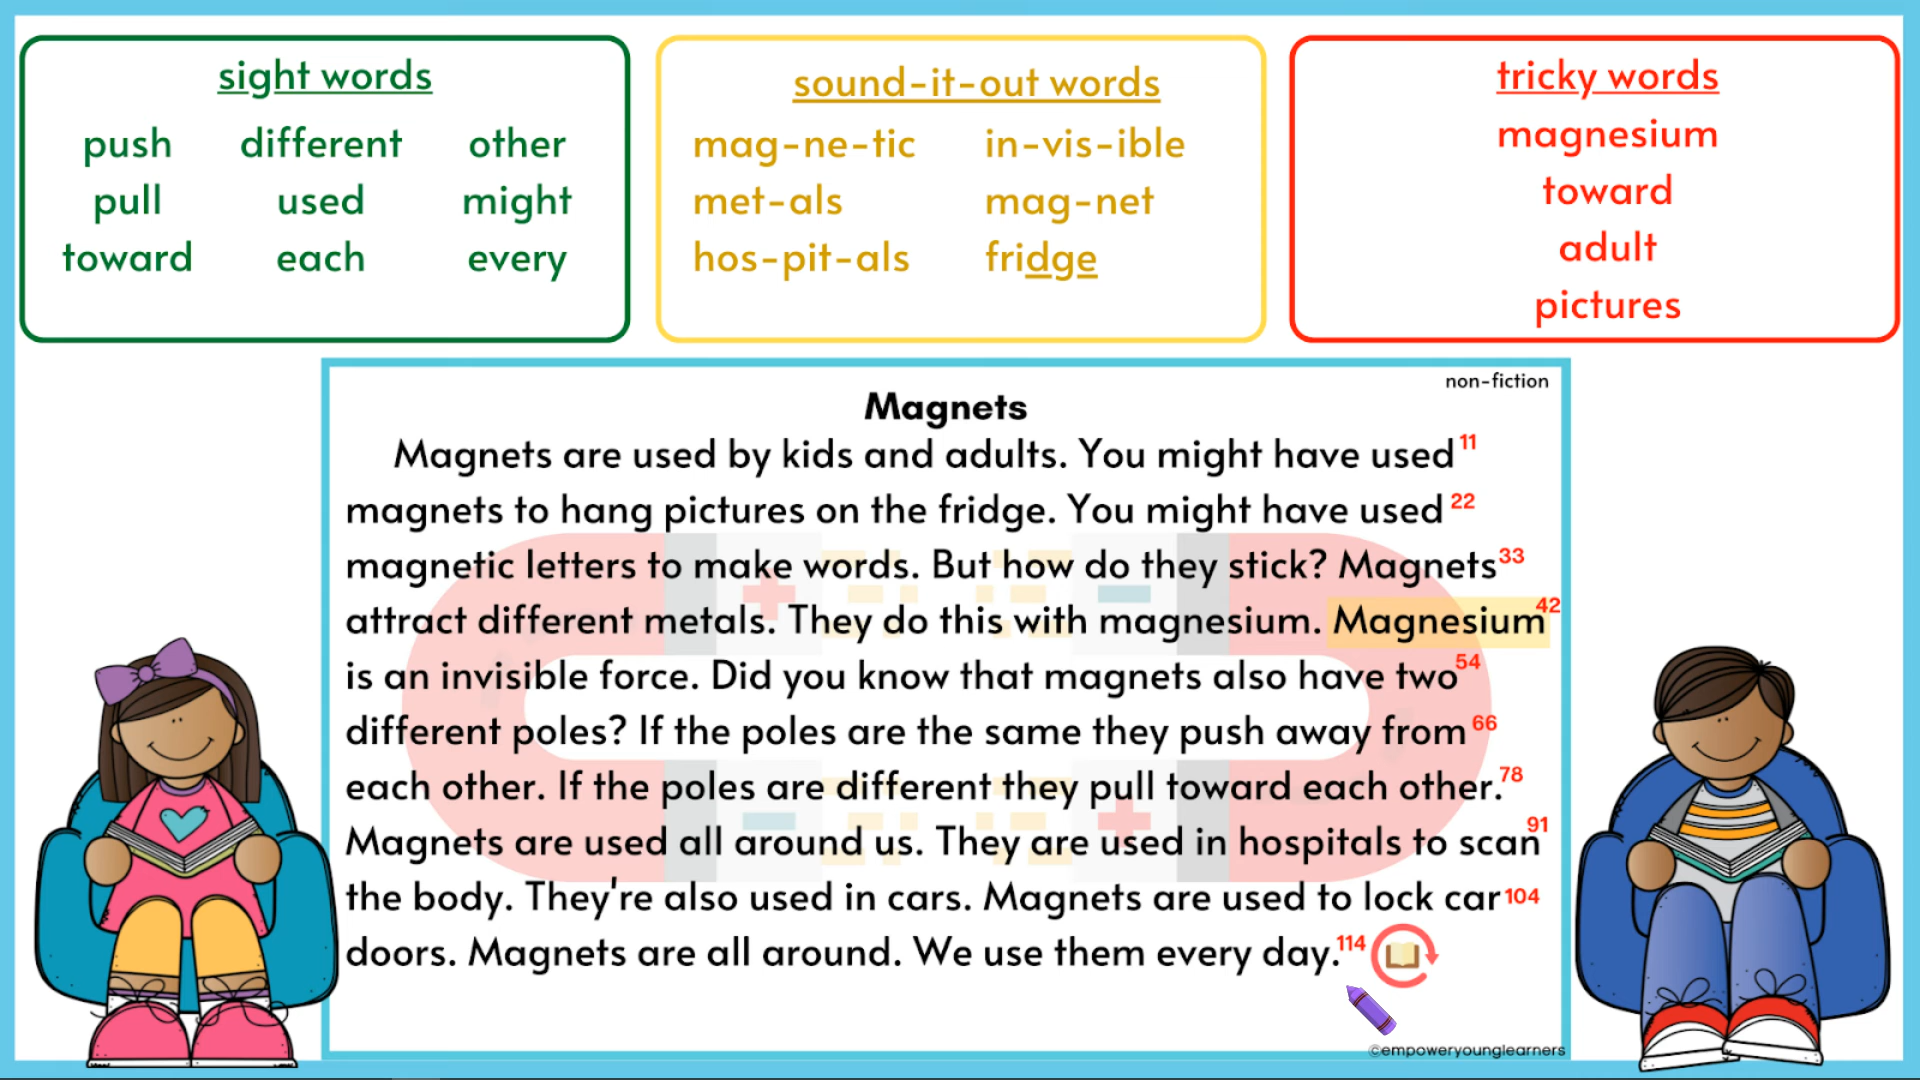 sight words
push different other
pull used might
toward each every
sound-it-out words
mag-ne-tic in-vis-ible
met-als mag-net
hos-pit-als fridge
tricky words
magnesium
toward
adult
pictures
non-fiction
Magnets
Magnets are used by kids and adults. You might have used 11
magnets to hang pictures on the fridge. You might have used 22
magnetic letters to make words. But how do they stick? Magnets 33
attract different metals. They do this with magnesium. Magnesium 42
is an invisible force. Did you know that magnets also have two 54
different poles? If the poles are the same they push away from 66
each other. If the poles are different they pull toward each other. 78
Magnets are used all around us. They are used in hospitals to scan 91
the body. They're also used in cars. Magnets are used to lock car 104
doors. Magnets are all around. We use them every day. 114
©empoweryounglearners